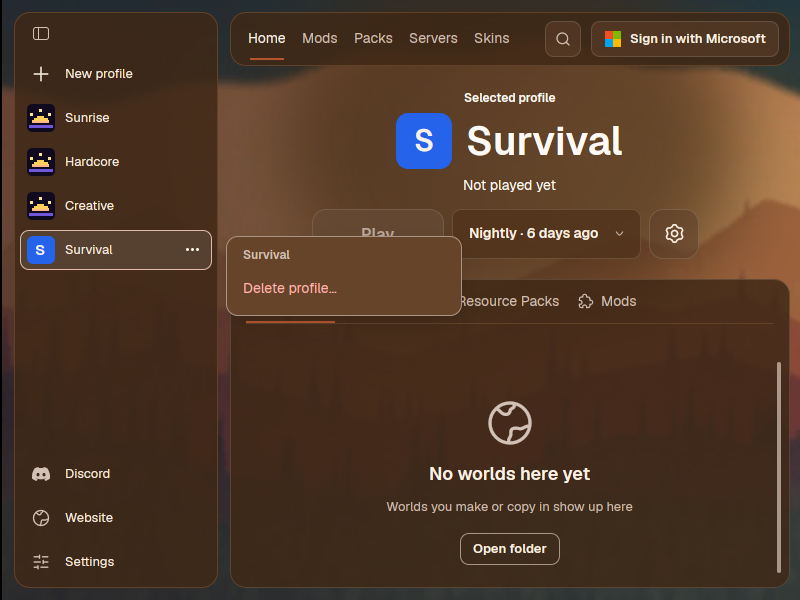 New profile
Sunrise
Hardcore
Creative
S Survival
Discord
Website
Settings
Home Mods Packs Servers Skins
Sign in with Microsoft
Selected profile
S Survival
Not played yet
Play
Nightly · 6 days ago
Survival
Delete profile...
Resource Packs Mods
No worlds here yet
Worlds you make or copy in show up here
Open folder